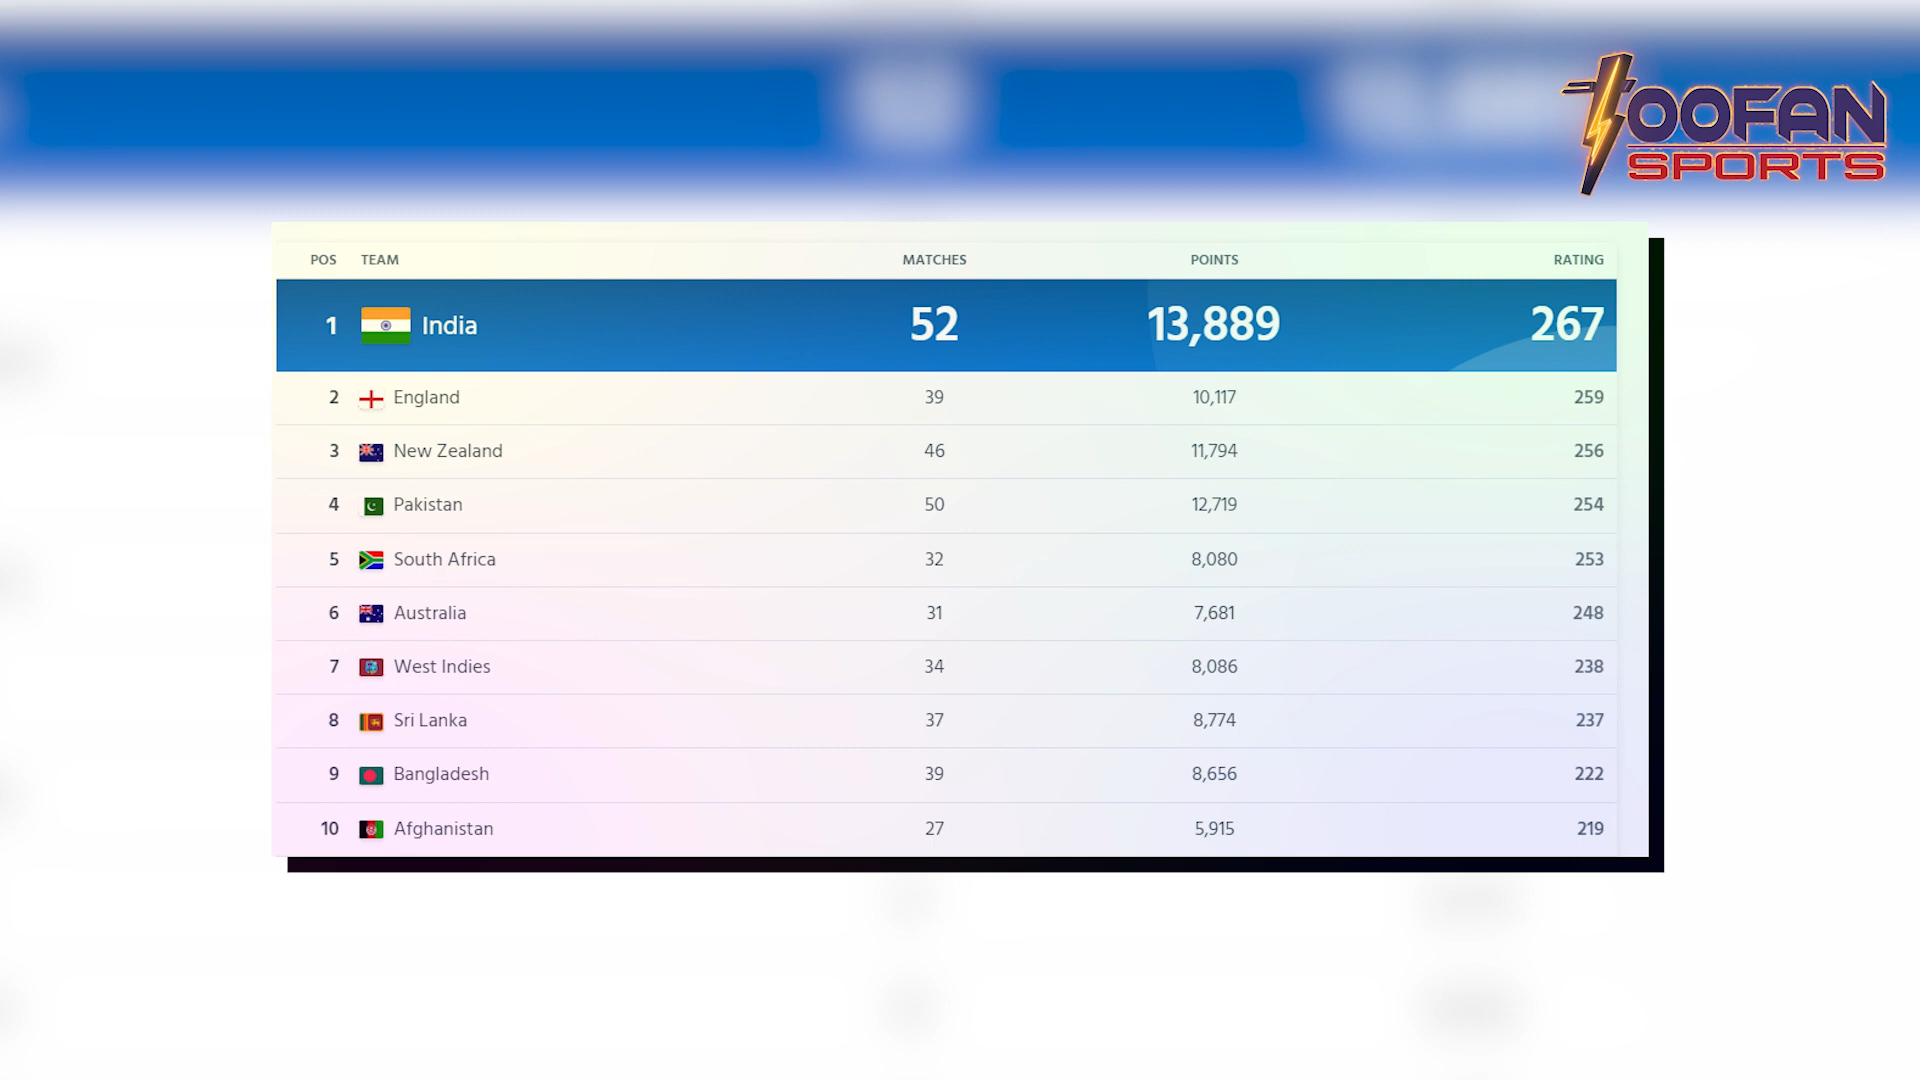 TOOFAN
SPORTS
POS TEAM MATCHES POINTS RATING
1 India 52 13,889 267
2 England 39 10,117 259
3 New Zealand 46 11,794 256
4 Pakistan 50 12,719 254
5 South Africa 32 8,080 253
6 Australia 31 7,681 248
7 West Indies 34 8,086 238
8 Sri Lanka 37 8,774 237
9 Bangladesh 39 8,656 222
10 Afghanistan 27 5,915 219